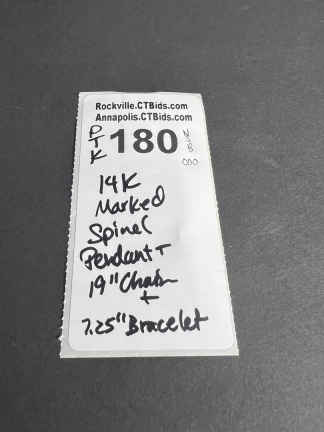 Rockville.CTBids.com
Annapolis.CTBids.com
PTK 180
14K
Marked
Spinel
Pendant +
19" Chain
+
7.25" Bracelet